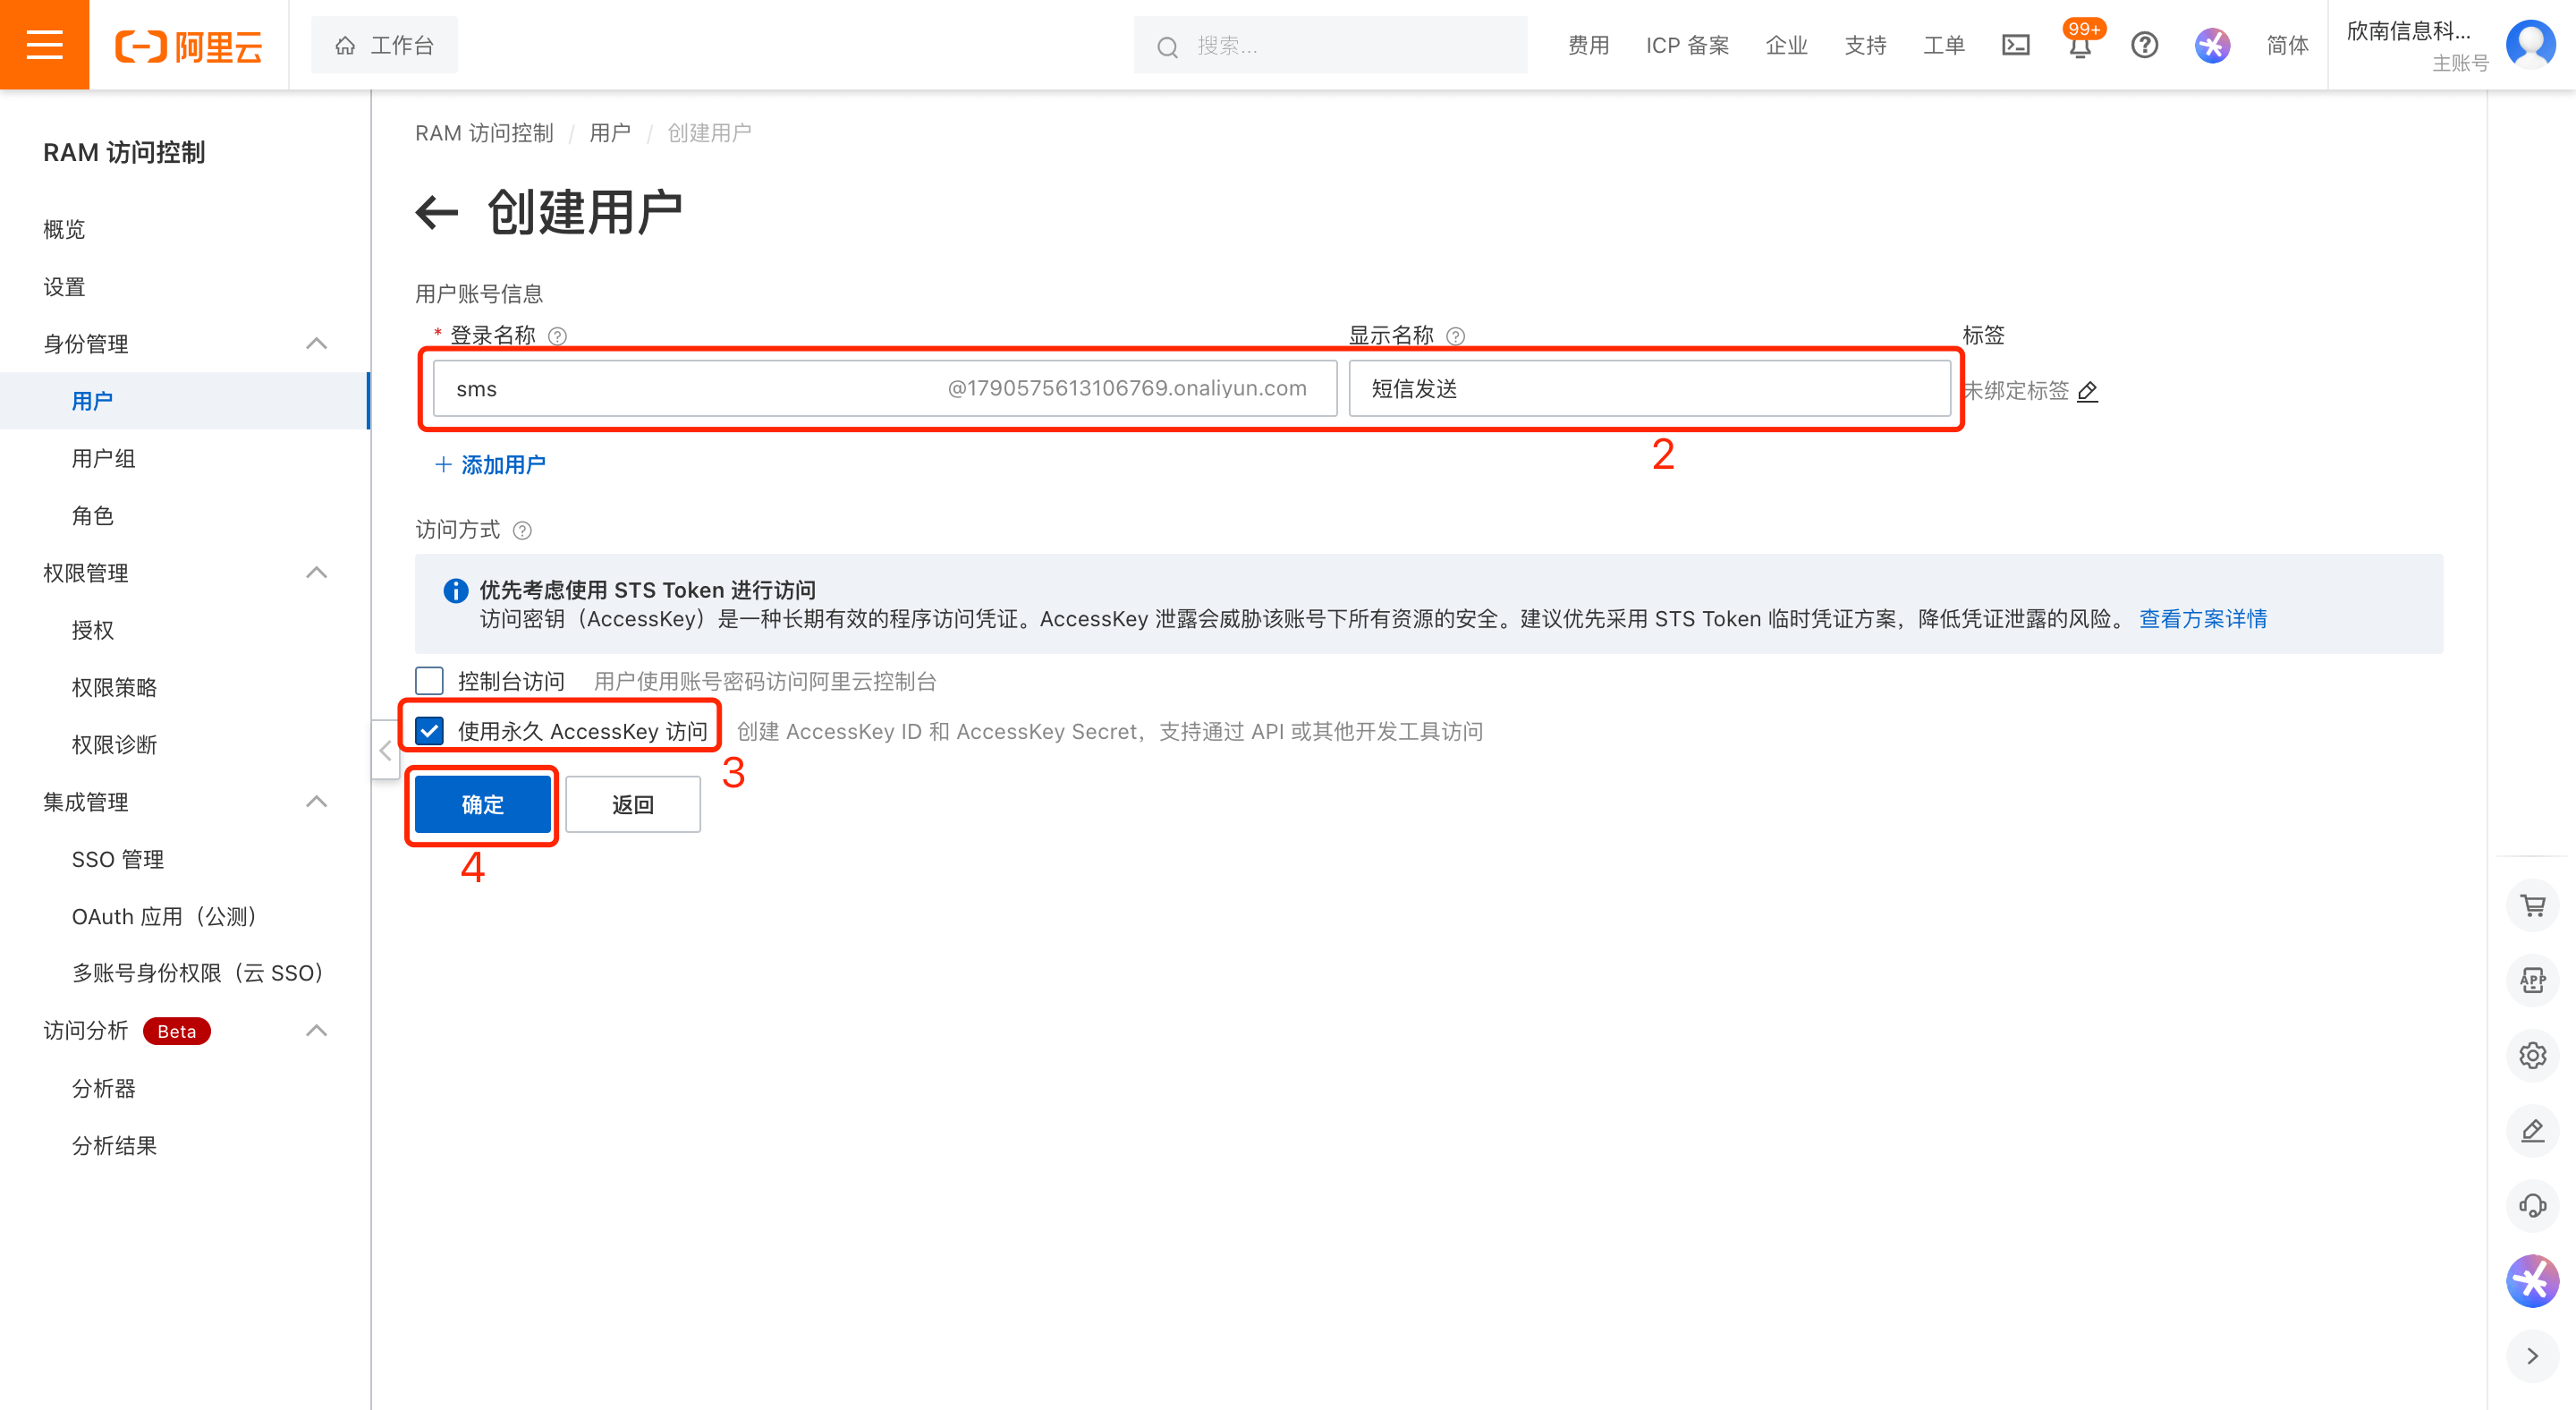 阿里云
工作台
搜索...
费用
ICP 备案
企业
支持
工单
99+
简体
欣南信息科...
主账号
RAM 访问控制
概览
设置
身份管理
用户
用户组
角色
权限管理
授权
权限策略
权限诊断
集成管理
SSO 管理
OAuth 应用（公测）
多账号身份权限（云 SSO）
访问分析 Beta
分析器
分析结果
RAM 访问控制 / 用户 / 创建用户
← 创建用户
用户账号信息
* 登录名称
显示名称
标签
sms @1790575613106769.onaliyun.com
短信发送
未绑定标签
2
+ 添加用户
访问方式
优先考虑使用 STS Token 进行访问
访问密钥（AccessKey）是一种长期有效的程序访问凭证。AccessKey 泄露会威胁该账号下所有资源的安全。建议优先采用 STS Token 临时凭证方案，降低凭证泄露的风险。 查看方案详情
控制台访问 用户使用账号密码访问阿里云控制台
使用永久 AccessKey 访问 创建 AccessKey ID 和 AccessKey Secret，支持通过 API 或其他开发工具访问
3
确定
返回
4
APP